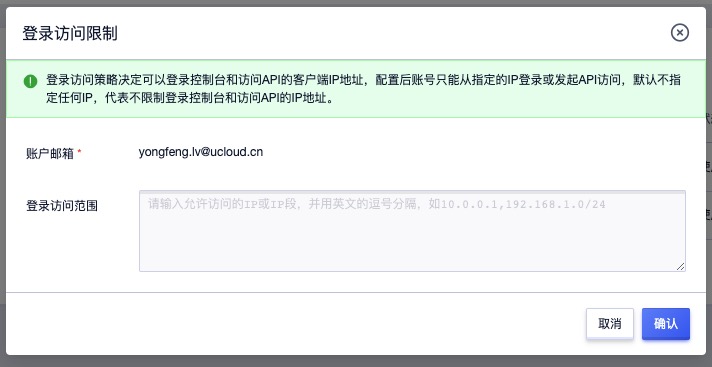 登录访问限制
登录访问策略决定可以登录控制台和访问API的客户端IP地址，配置后账号只能从指定的IP登录或发起API访问，默认不指
定任何IP，代表不限制登录控制台和访问API的IP地址。
账户邮箱 * yongfeng.lv@ucloud.cn
登录访问范围
请输入允许访问的IP或IP段，并用英文的逗号分隔，如10.0.0.1,192.168.1.0/24
取消 确认